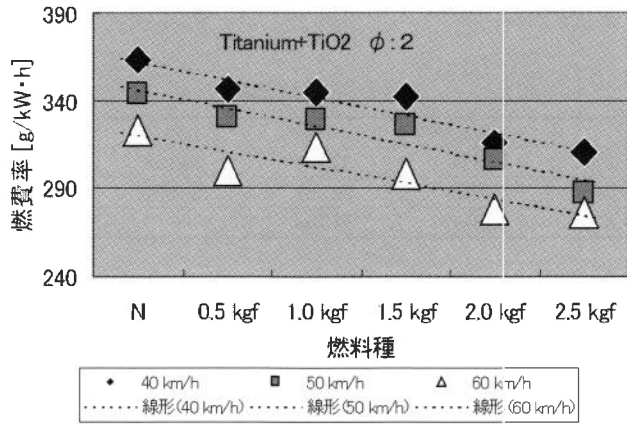 390
Titanium+TiO2 φ:2
340
290
240
燃費率 [g/kW・h]
N 0.5 kgf 1.0 kgf 1.5 kgf 2.0 kgf 2.5 kgf
燃料種
40 km/h 50 km/h 60 km/h
線形 (40 km/h) 線形 (50 km/h) 線形 (60 km/h)